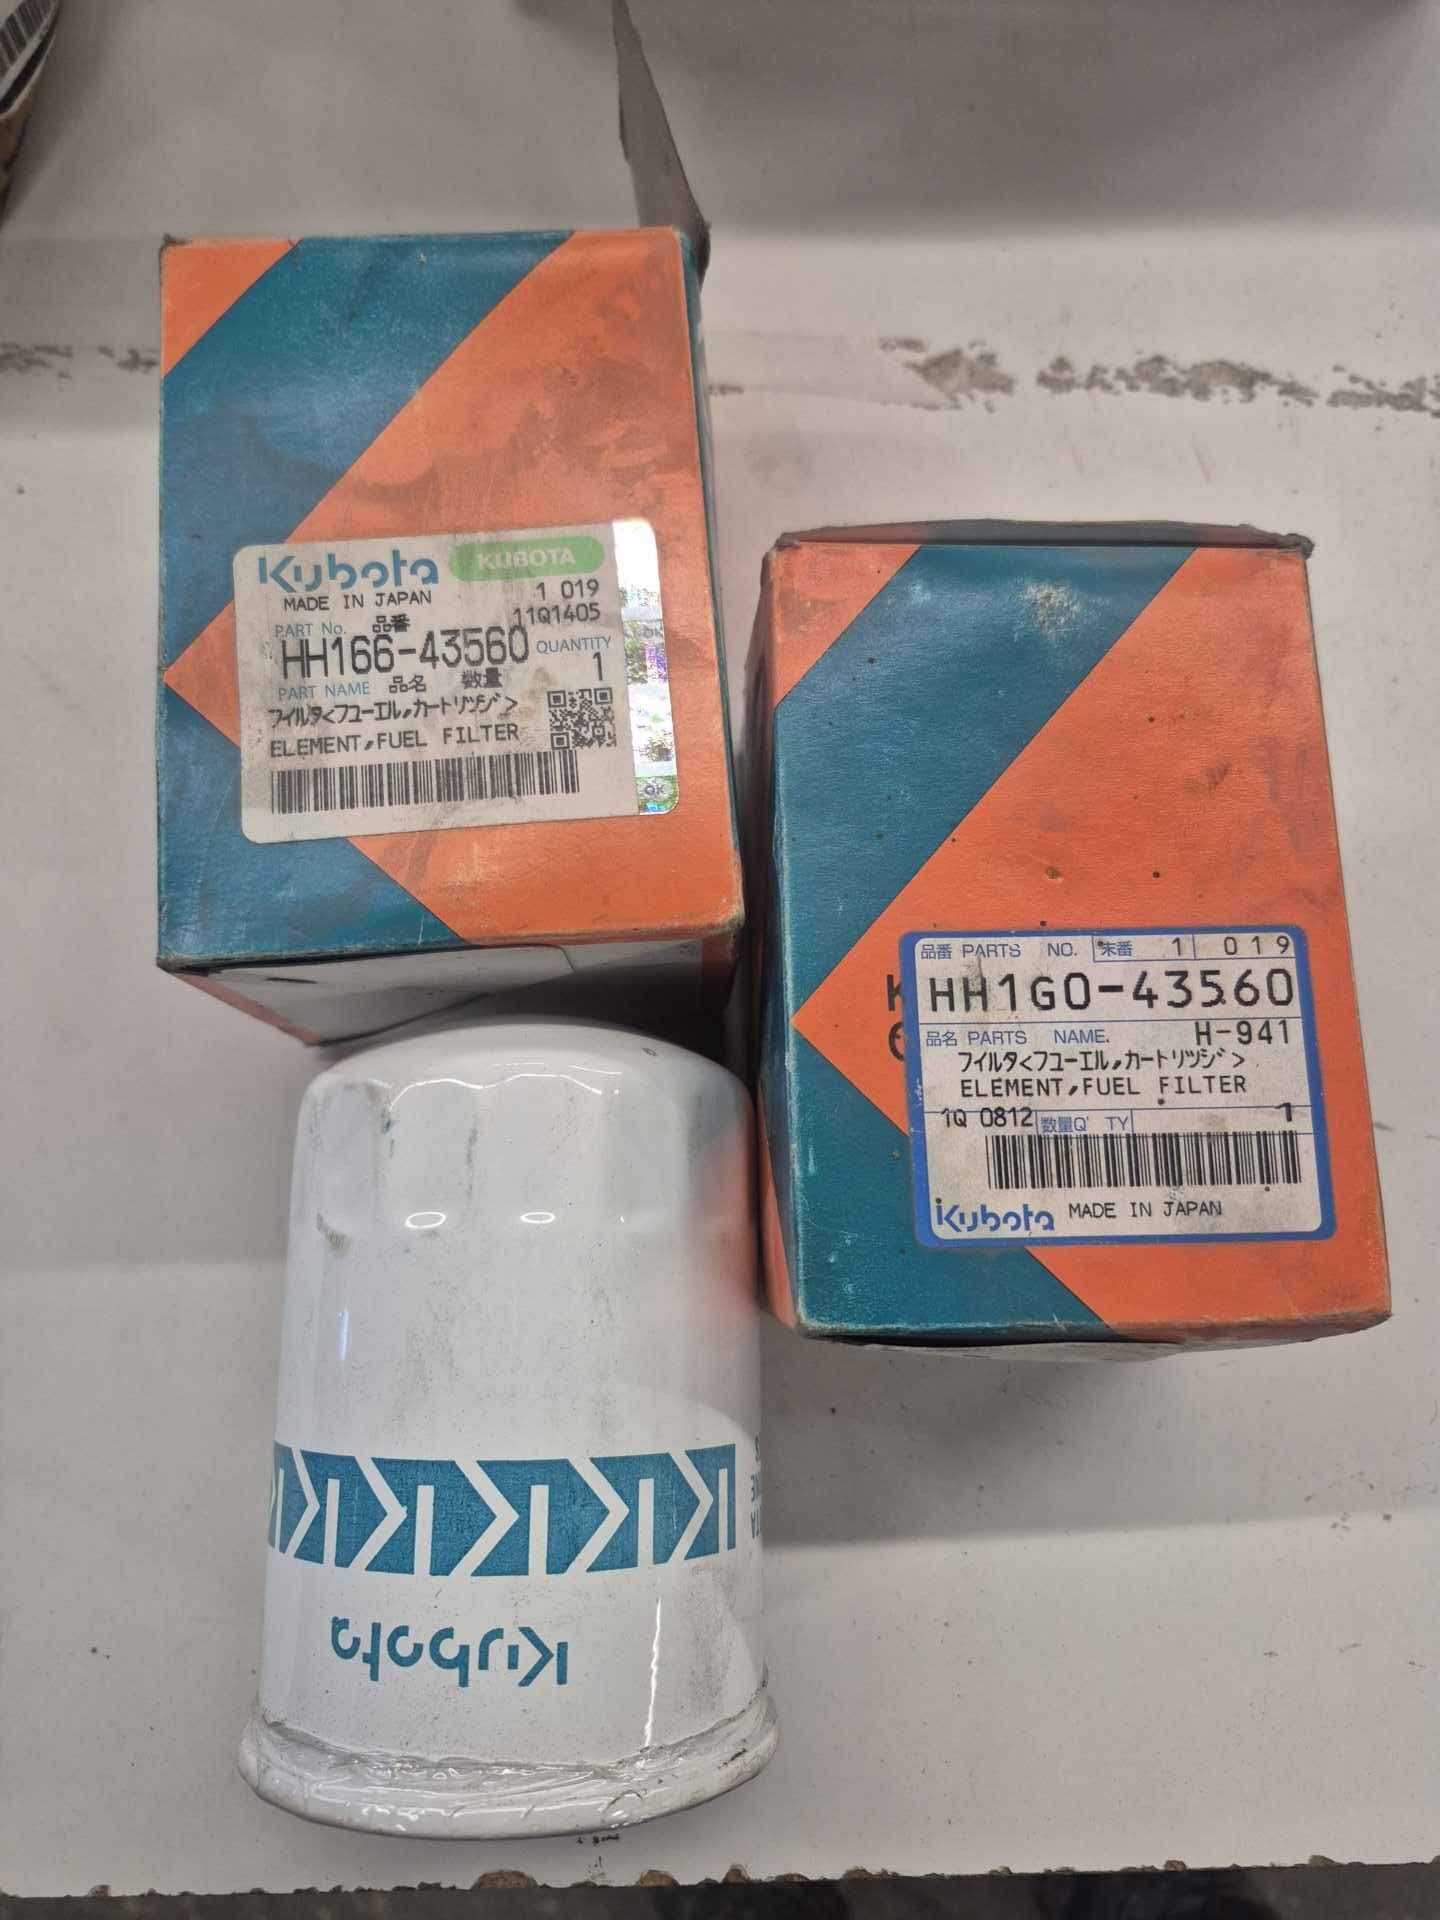 Kubota KUBOTA
MADE IN JAPAN 1 019
11Q1405
PART No. 品番
HH166-43560 QUANTITY
1
PART NAME 品名 数量
フイルタ<フユーエル,カートリツジ>
ELEMENT,FUEL FILTER
OK
品番 PARTS NO. 末番 1 019
HH1G0-43560
品名 PARTS NAME. H-941
フイルタ<フユーエル,カートリツジ>
ELEMENT,FUEL FILTER
1Q 0812 数量Q'TY 1
Kubota MADE IN JAPAN
Kubota